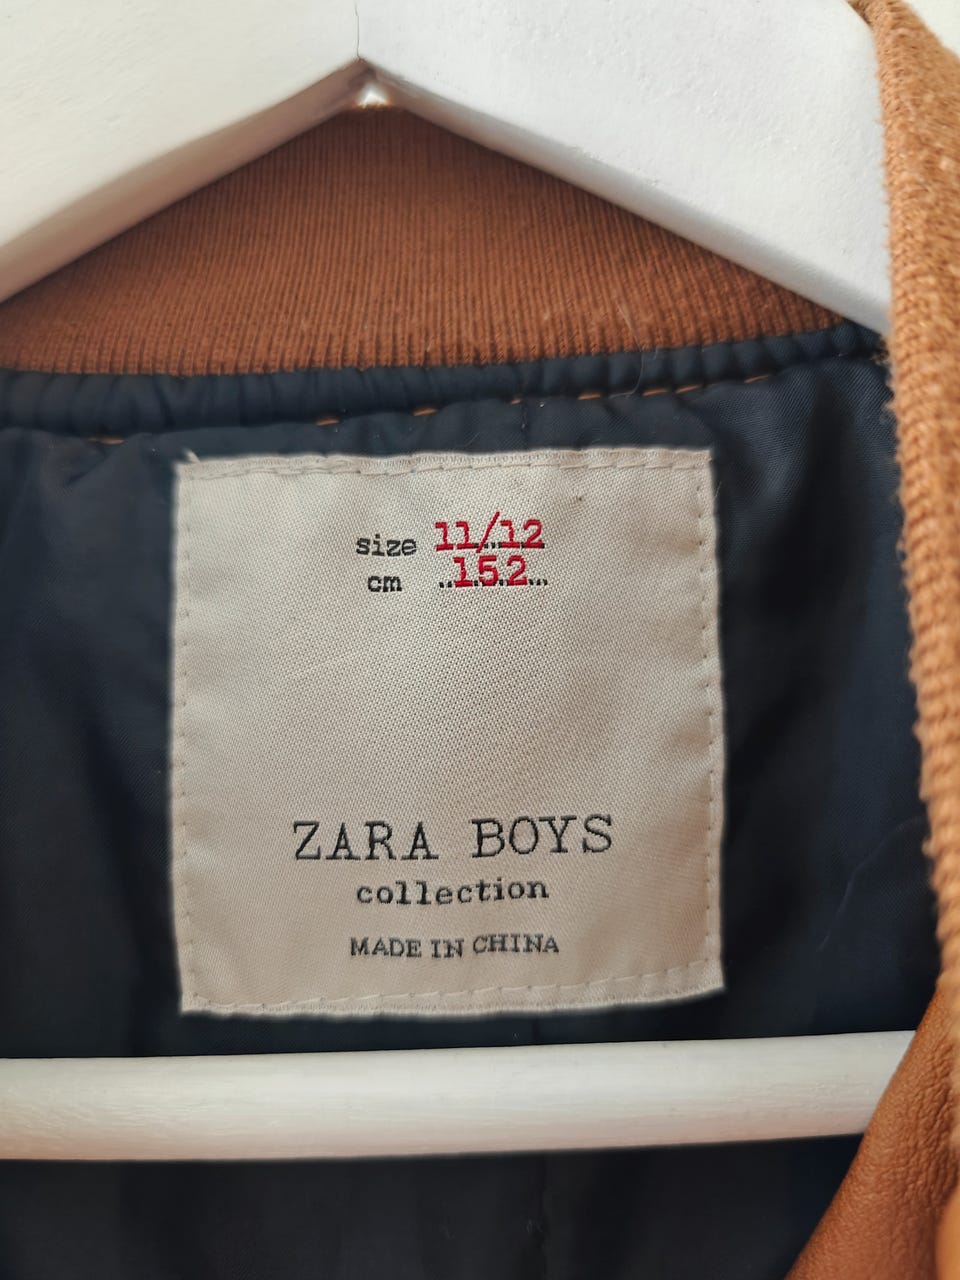 size 11/12
cm ..152...
ZARA BOYS
collection
MADE IN CHINA